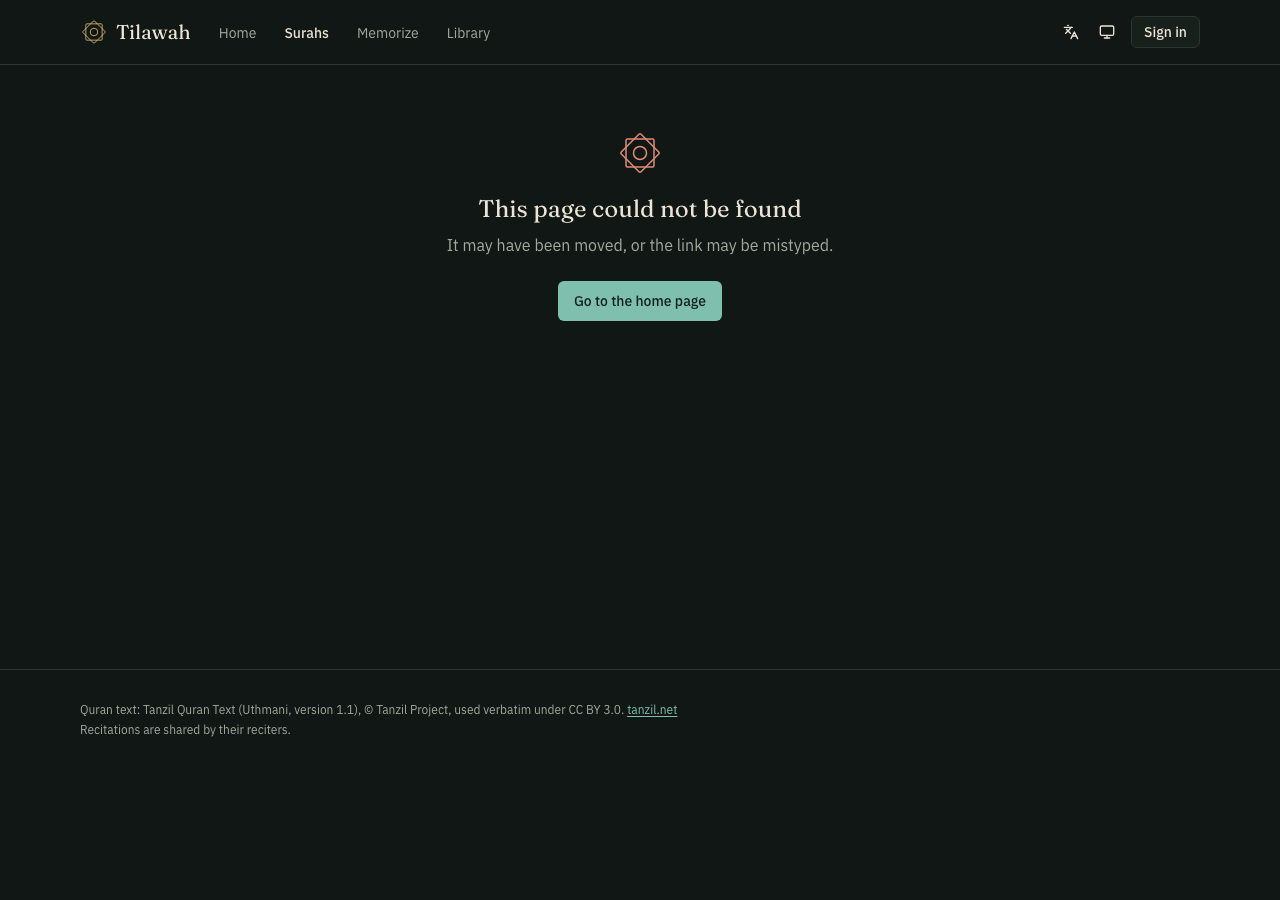 Tilawah
Home
Surahs
Memorize
Library
Sign in
This page could not be found
It may have been moved, or the link may be mistyped.
Go to the home page
Quran text: Tanzil Quran Text (Uthmani, version 1.1), © Tanzil Project, used verbatim under CC BY 3.0. tanzil.net
Recitations are shared by their reciters.